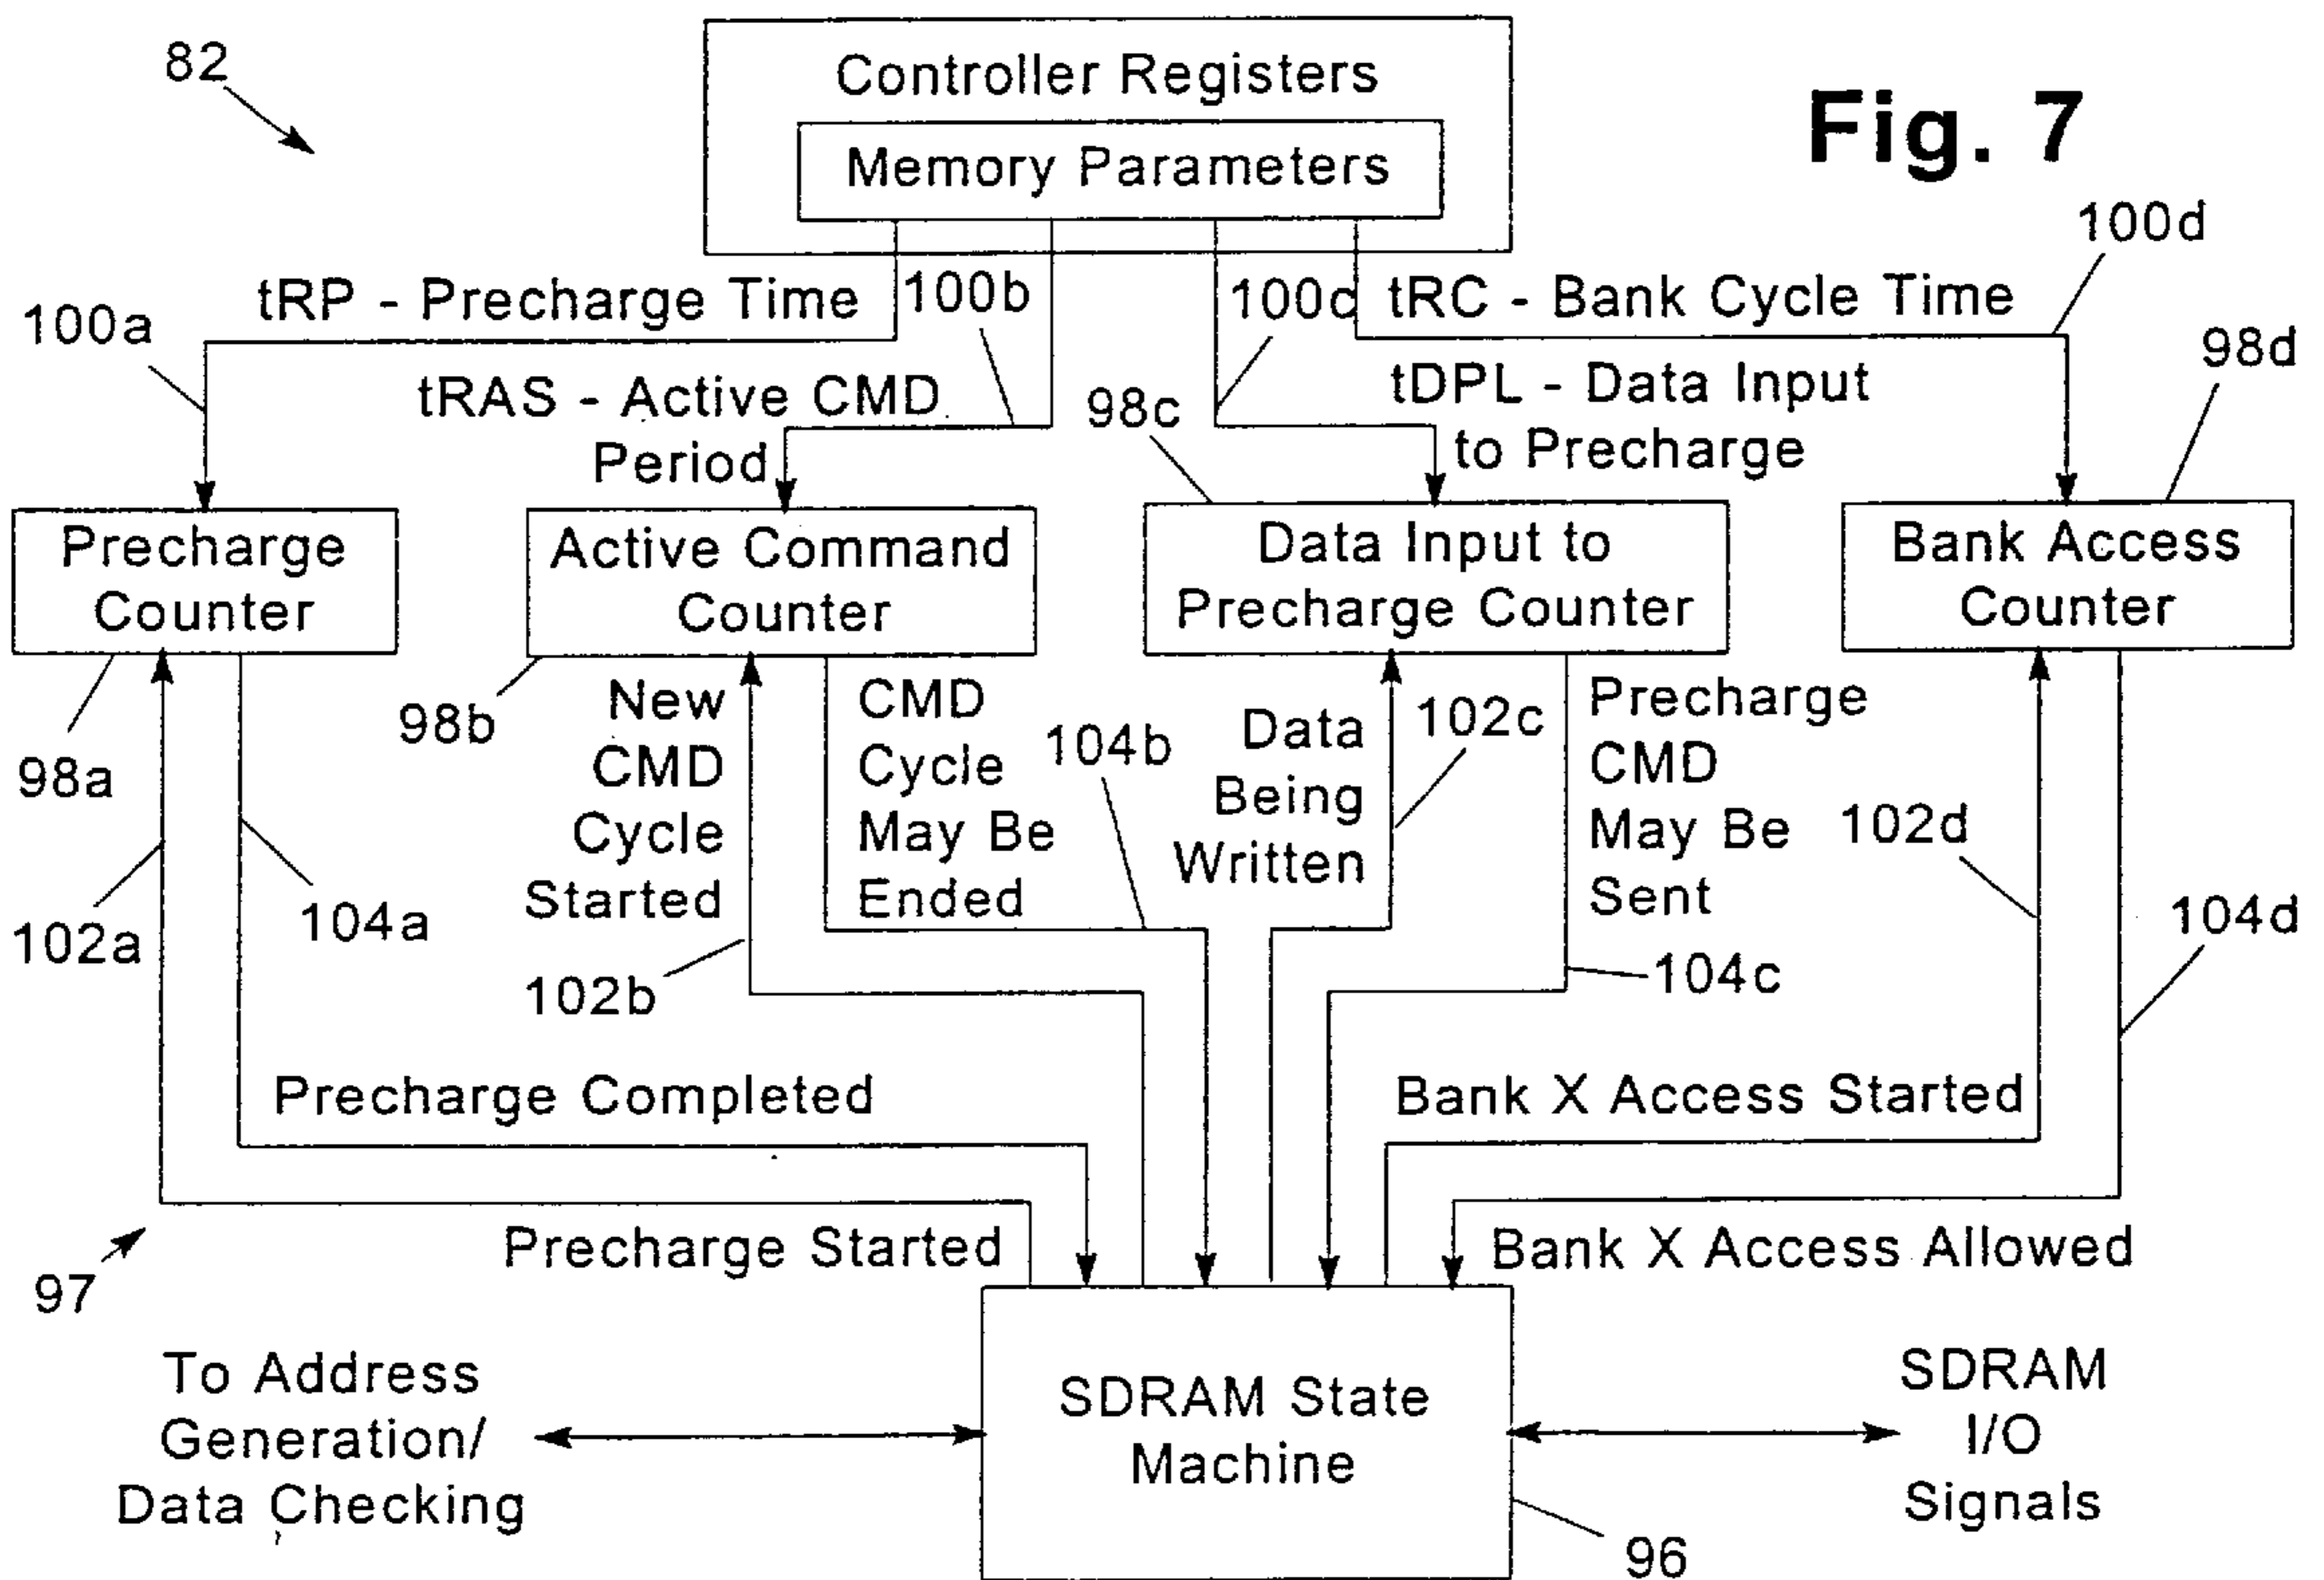 82
Controller Registers
Memory Parameters
Fig. 7
100a
tRP - Precharge Time
100b
100c
tRC - Bank Cycle Time
100d
tRAS - Active CMD
Period
98c
tDPL - Data Input
to Precharge
98d
Precharge
Counter
Active Command
Counter
Data Input to
Precharge Counter
Bank Access
Counter
98a
98b
New
CMD
Cycle
Started
CMD
Cycle
May Be
Ended
104b
Data
Being
Written
102c
Precharge
CMD
May Be
Sent
102d
104d
102a
104a
102b
104c
Precharge Completed
Bank X Access Started
Precharge Started
Bank X Access Allowed
97
To Address
Generation/
Data Checking
SDRAM State
Machine
SDRAM
I/O
Signals
96